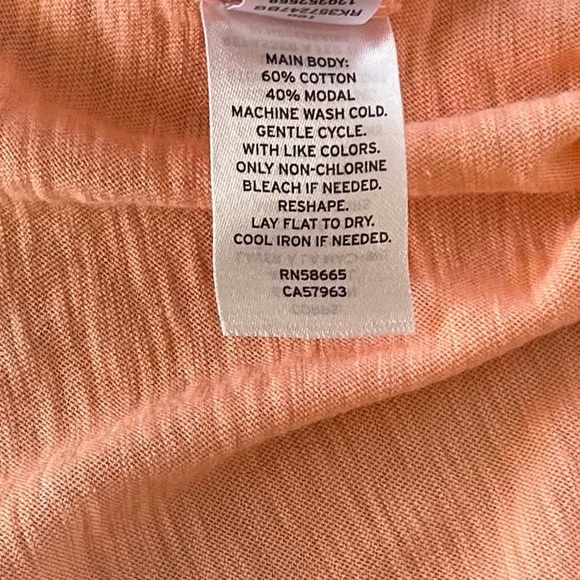 MAIN BODY:
60% COTTON
40% MODAL
MACHINE WASH COLD.
GENTLE CYCLE.
WITH LIKE COLORS.
ONLY NON-CHLORINE
BLEACH IF NEEDED.
RESHAPE.
LAY FLAT TO DRY.
COOL IRON IF NEEDED.
RN58665
CA57963